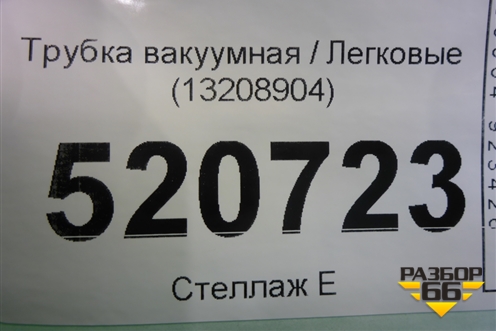 Трубка вакуумная / Легковые
(13208904)
520723
Стеллаж Е
РАЗБОР
66